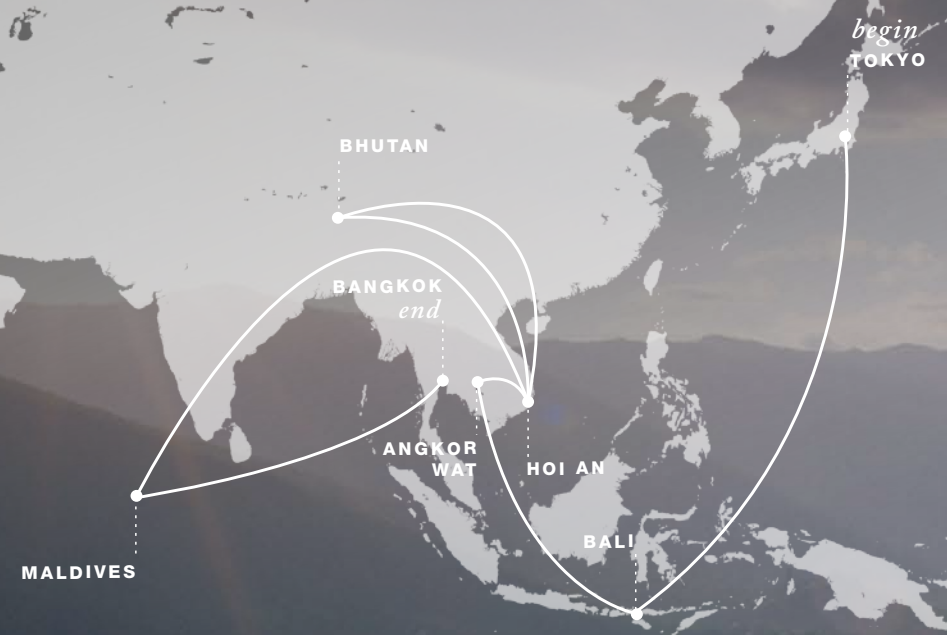 begin
TOKYO
BHUTAN
BANGKOK
end
ANGKOR
WAT
HOI AN
BALI
MALDIVES